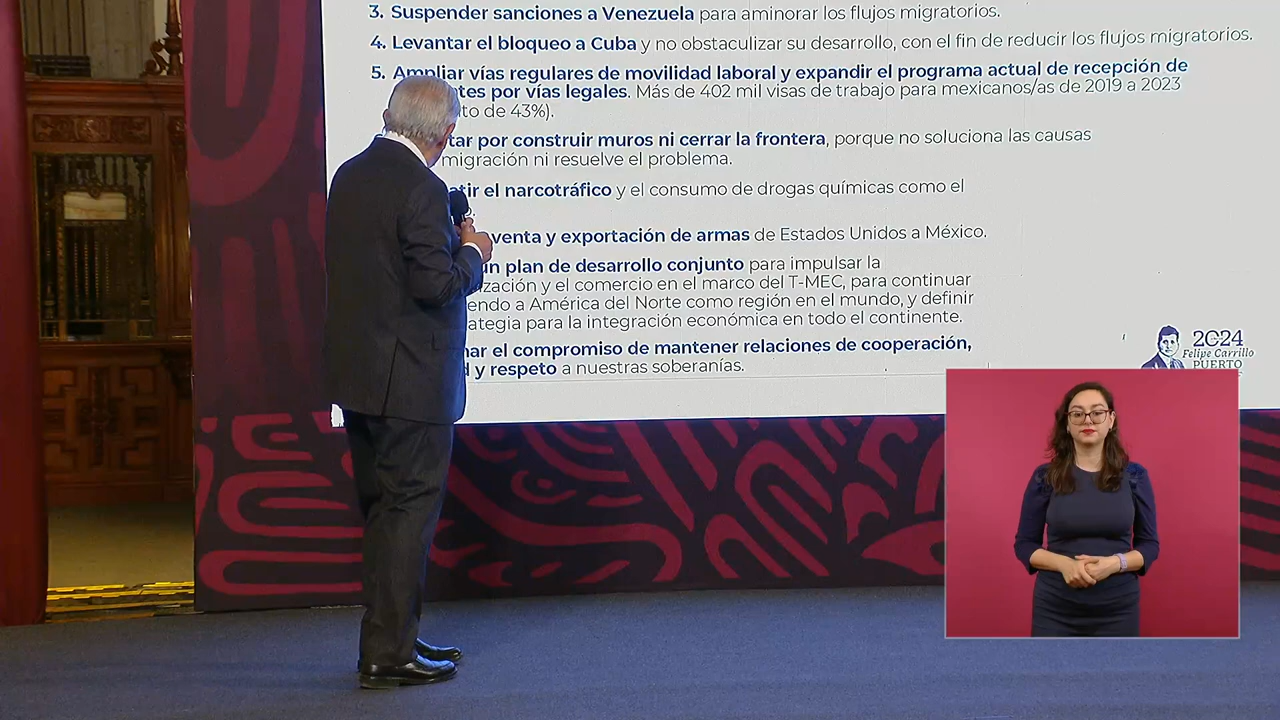 3. Suspender sanciones a Venezuela para aminorar los flujos migratorios.
4. Levantar el bloqueo a Cuba y no obstaculizar su desarrollo, con el fin de reducir los flujos migratorios.
5. Ampliar vías regulares de movilidad laboral y expandir el programa actual de recepción de
tes por vías legales. Más de 402 mil visas de trabajo para mexicanos/as de 2019 a 2023
to de 43%).
tar por construir muros ni cerrar la frontera, porque no soluciona las causas
migración ni resuelve el problema.
tir el narcotráfico y el consumo de drogas químicas como el
venta y exportación de armas de Estados Unidos a México.
un plan de desarrollo conjunto para impulsar la
ización y el comercio en el marco del T-MEC, para continuar
endo a América del Norte como región en el mundo, y definir
ategia para la integración económica en todo el continente.
nar el compromiso de mantener relaciones de cooperación,
d y respeto a nuestras soberanías.
2024
Felipe Carrillo
PUERTO